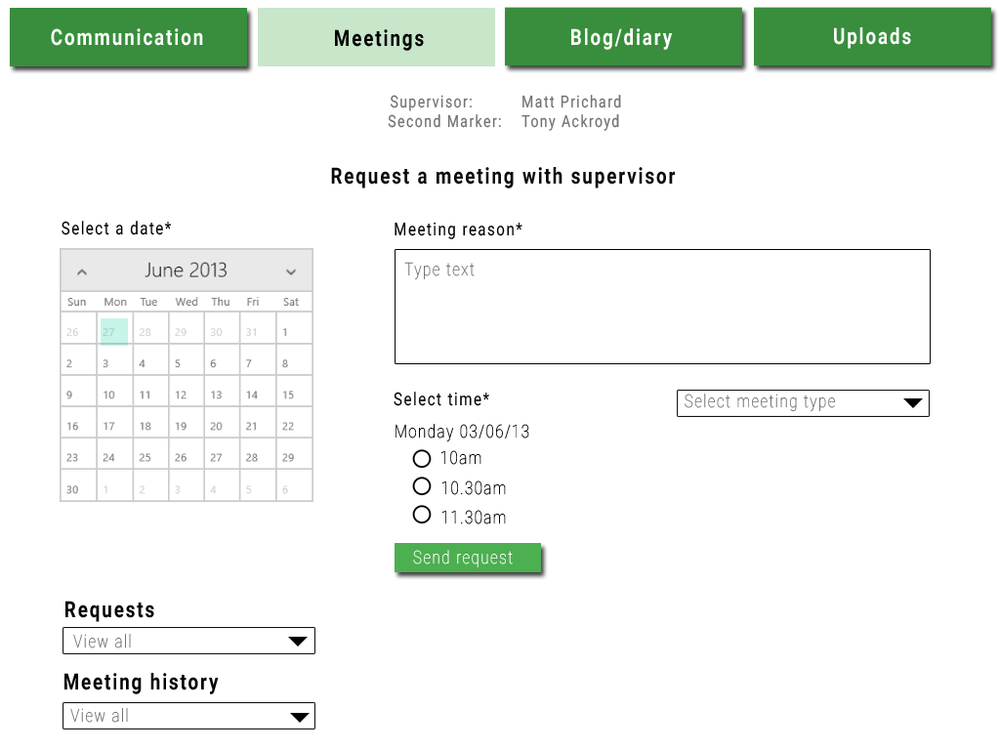 Communication
Meetings
Blog/diary
Uploads
Supervisor: Matt Prichard
Second Marker: Tony Ackroyd
Request a meeting with supervisor
Select a date*
June 2013
Sun Mon Tue Wed Thu Fri Sat
26 27 28 29 30 31 1
2 3 4 5 6 7 8
9 10 11 12 13 14 15
16 17 18 19 20 21 22
23 24 25 26 27 28 29
30 1 2 3 4 5 6
Meeting reason*
Type text
Select time*
Select meeting type
Monday 03/06/13
10am
10.30am
11.30am
Send request
Requests
View all
Meeting history
View all